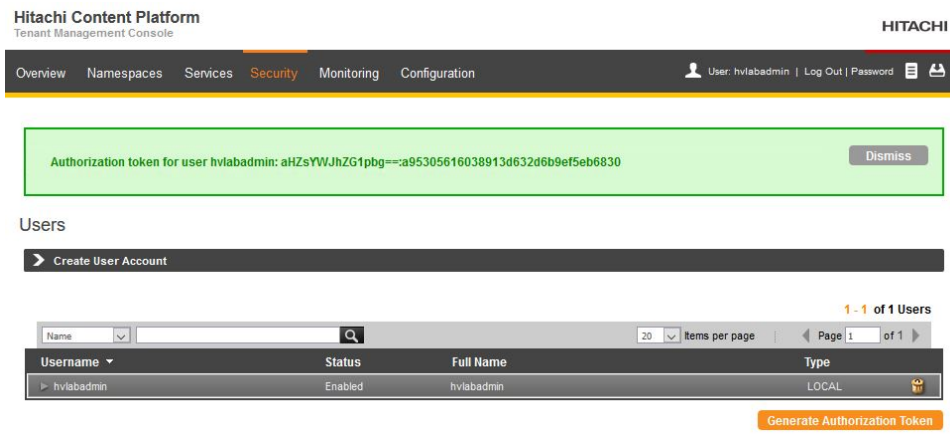 Hitachi Content Platform
Tenant Management Console
HITACHI
Overview Namespaces Services Security Monitoring Configuration User: hvlabadmin | Log Out | Password
Authorization token for user hvlabadmin: aHZsYWJhZG1pbg==:a95305616038913d632d6b9ef5eb6830 Dismiss
Users
Create User Account
1 - 1 of 1 Users
Name 20 Items per page Page 1 of 1
Username Status Full Name Type
hvlabadmin Enabled hvlabadmin LOCAL
Generate Authorization Token